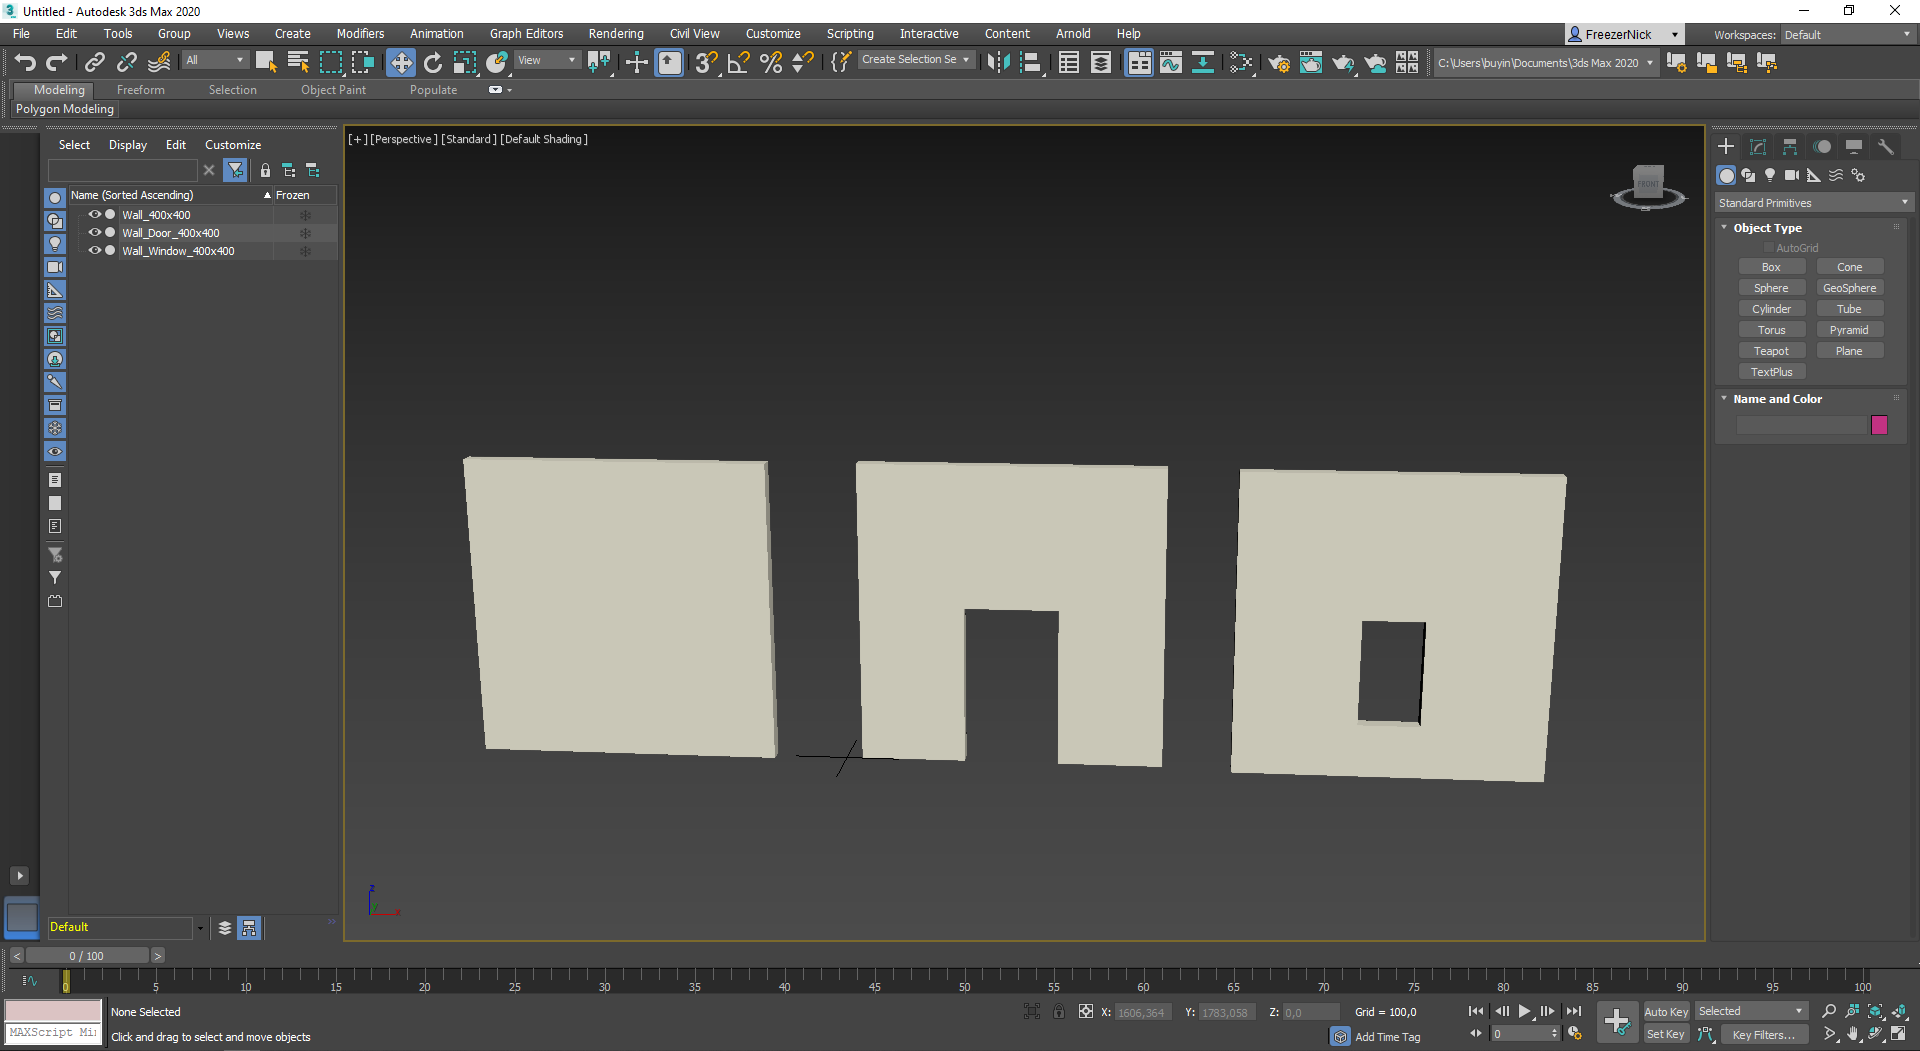 Untitled - Autodesk 3ds Max 2020
File Edit Tools Group Views Create Modifiers Animation Graph Editors Rendering Civil View Customize Scripting Interactive Content Arnold Help
FreezerNick
Workspaces: Default
All
View
Create Selection Se
C:\Users\buyin\Documents\3ds Max 2020
Modeling Freeform Selection Object Paint Populate
Polygon Modeling
Select Display Edit Customize
Name (Sorted Ascending) Frozen
Wall_400x400
Wall_Door_400x400
Wall_Window_400x400
[+] [Perspective] [Standard] [Default Shading]
FRONT
Standard Primitives
Object Type
AutoGrid
Box Cone
Sphere GeoSphere
Cylinder Tube
Torus Pyramid
Teapot Plane
TextPlus
Name and Color
z
x
Default
0 / 100
0 5 10 15 20 25 30 35 40 45 50 55 60 65 70 75 80 85 90 95 100
None Selected
X: 1606,364 Y: 1783,058 Z: 0,0 Grid = 100,0
Auto Key Selected
MAXScript Mi
Click and drag to select and move objects
Add Time Tag
0
Set Key Key Filters...